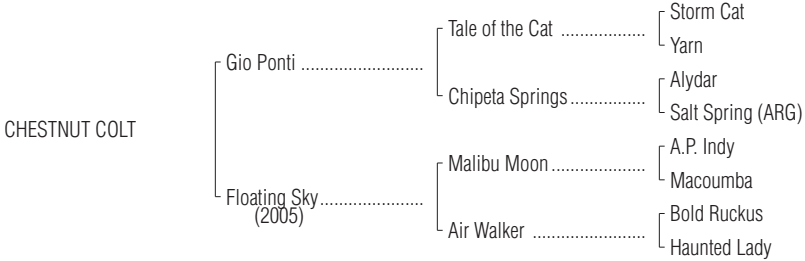 Storm Cat
Tale of the Cat ...................
Yarn
Gio Ponti ...........................
Alydar
Chipeta Springs.................
Salt Spring (ARG)
CHESTNUT COLT
A.P. Indy
Malibu Moon.....................
Macoumba
Floating Sky.......................
(2005)
Bold Ruckus
Air Walker .........................
Haunted Lady